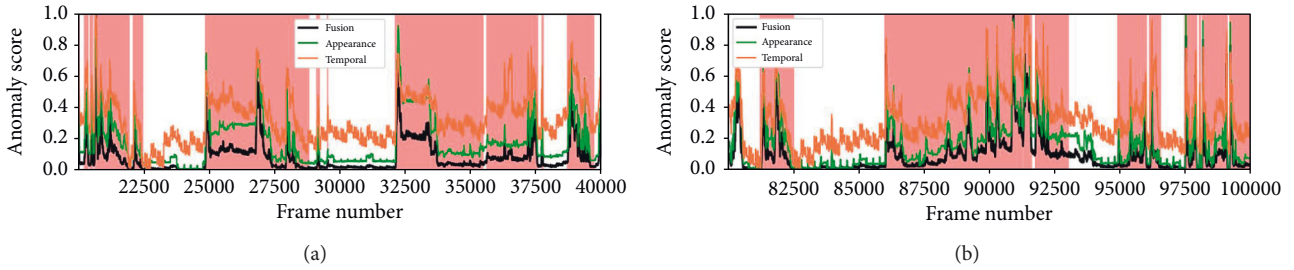 Anomaly score
1.0
0.8
0.6
0.4
0.2
0.0
Fusion
Appearance
Temporal
22500 25000 27500 30000 32500 35000 37500 40000
Frame number
(a)
Anomaly score
1.0
0.8
0.6
0.4
0.2
0.0
Fusion
Appearance
Temporal
82500 85000 87500 90000 92500 95000 97500 100000
Frame number
(b)